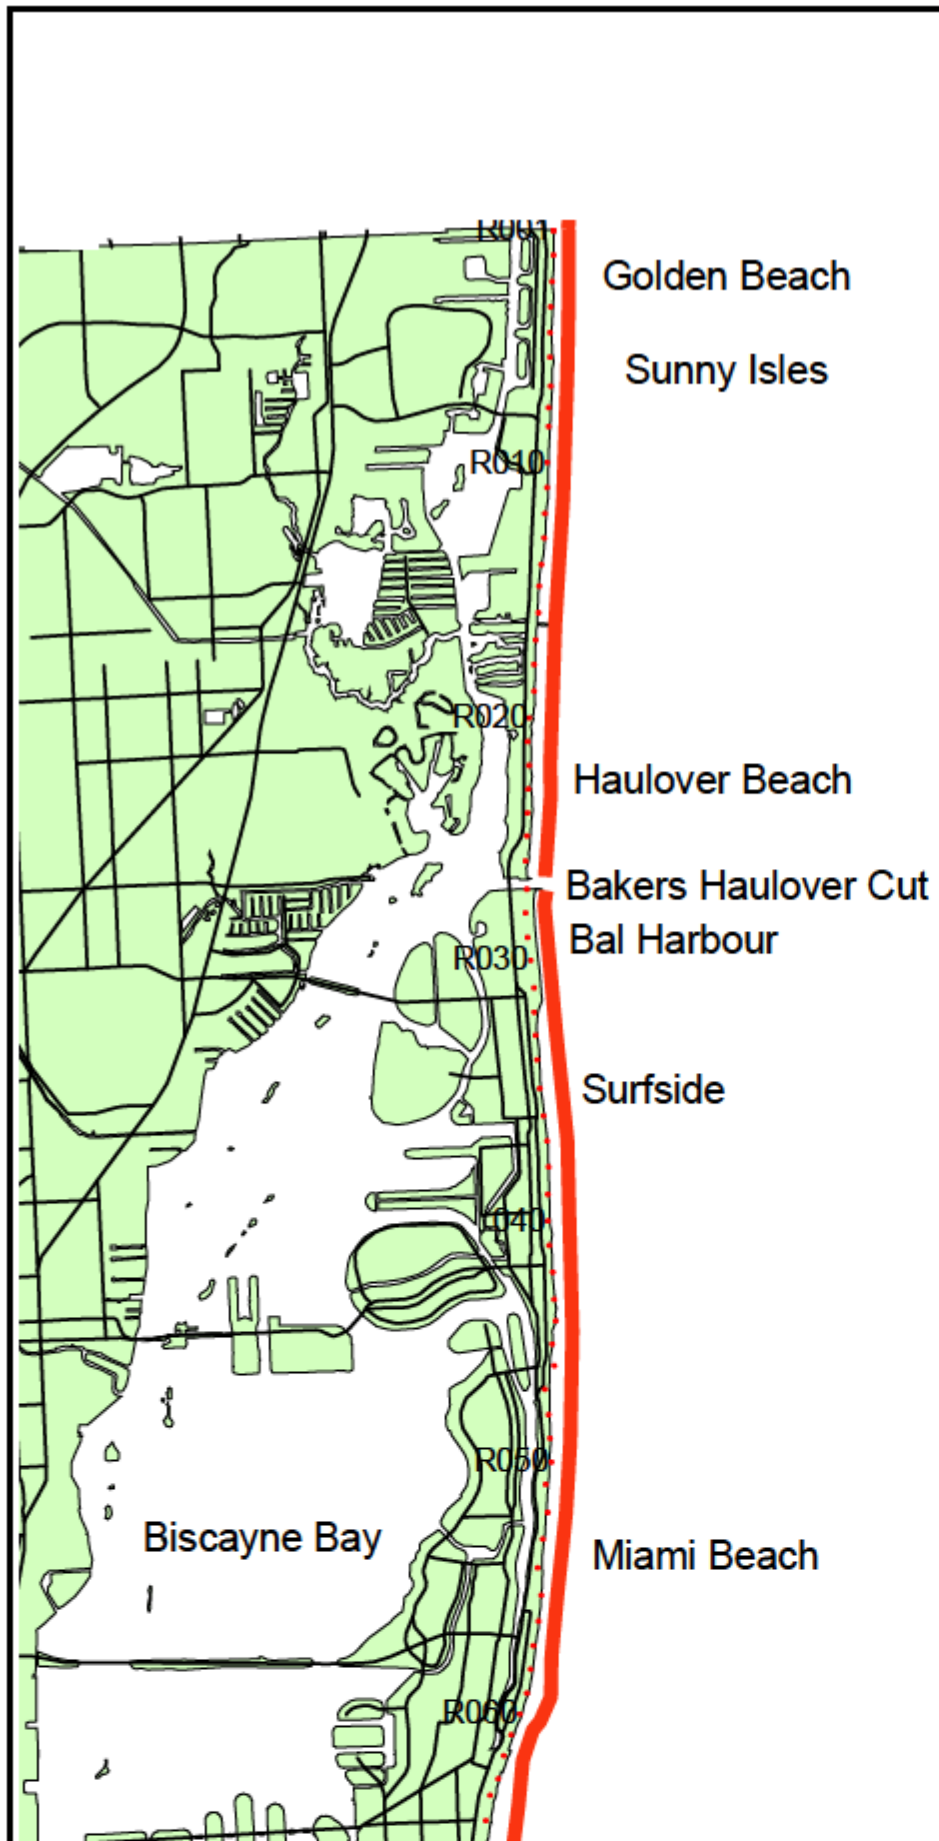 R001
Golden Beach
Sunny Isles
R010
R020
Haulover Beach
Bakers Haulover Cut
Bal Harbour
R030
Surfside
040
R050
Biscayne Bay
Miami Beach
R060